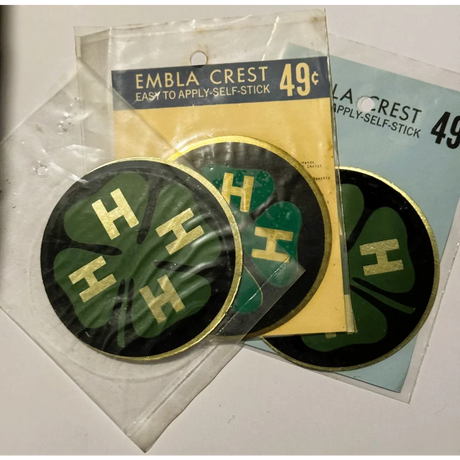 EMBLA CREST 49¢
EASY TO APPLY-SELF-STICK
LA CREST 49
APPLY-SELF-STICK
H
H
H
H
H
H
H